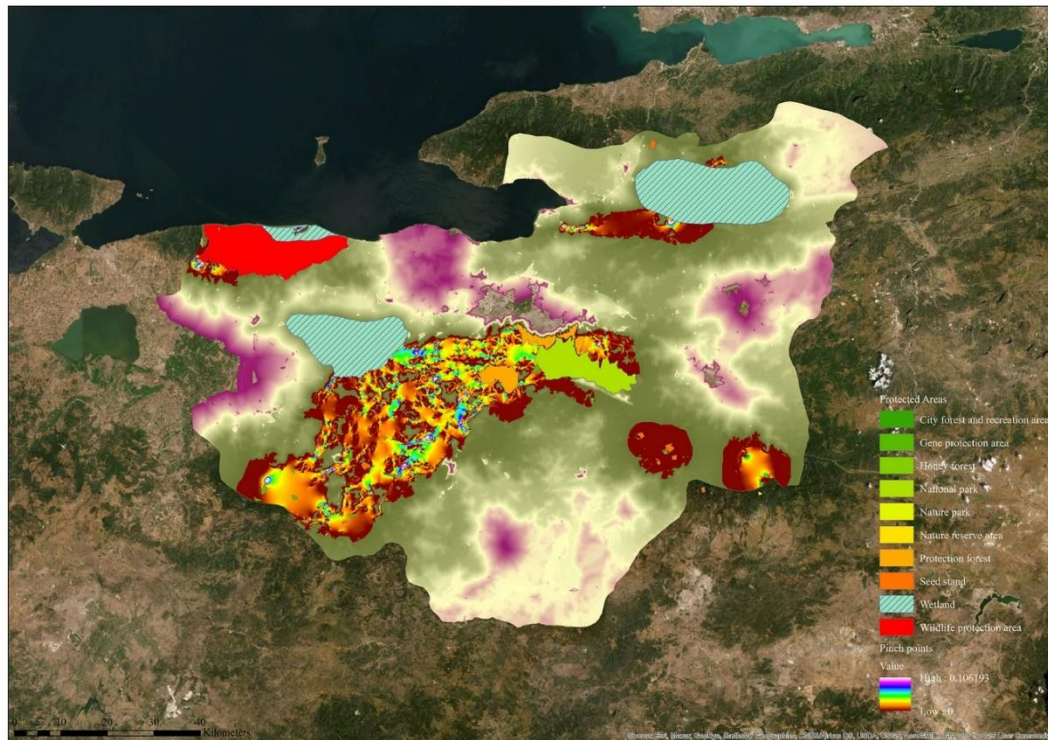 Protected Areas
City forest and recreation area
Gene protection area
Honey forest
National park
Nature park
Nature reserve area
Protection forest
Seed stand
Wetland
Wildlife protection area
Pinch points
Value
High : 0.106193
Low : 0
0 5 10 20 30 40
Kilometers